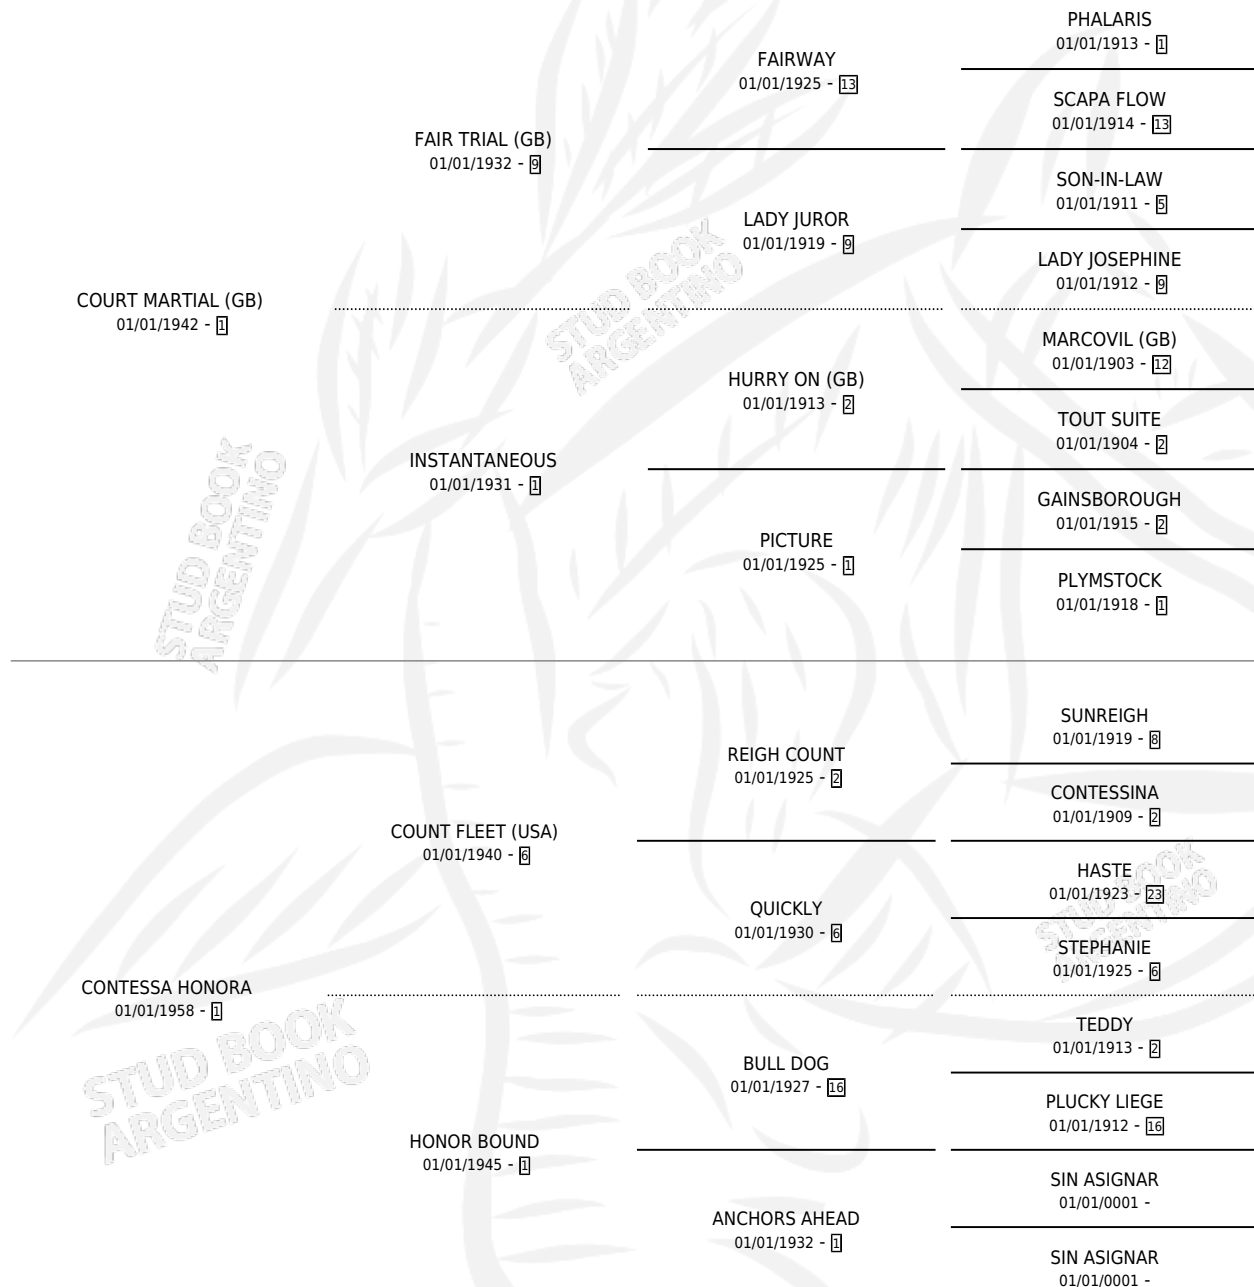 PHALARIS
01/01/1913 - 1
FAIRWAY
01/01/1925 - 13
SCAPA FLOW
01/01/1914 - 13
FAIR TRIAL (GB)
01/01/1932 - 9
SON-IN-LAW
01/01/1911 - 5
LADY JUROR
01/01/1919 - 9
LADY JOSEPHINE
01/01/1912 - 9
COURT MARTIAL (GB)
01/01/1942 - 1
MARCOVIL (GB)
01/01/1903 - 12
HURRY ON (GB)
01/01/1913 - 2
TOUT SUITE
01/01/1904 - 2
INSTANTANEOUS
01/01/1931 - 1
GAINSBOROUGH
01/01/1915 - 2
PICTURE
01/01/1925 - 1
PLYMSTOCK
01/01/1918 - 1
STUD BOOK
ARGENTINO
STUD BOOK
ARGENTINO
SUNREIGH
01/01/1919 - 8
REIGH COUNT
01/01/1925 - 2
CONTESSINA
01/01/1909 - 2
COUNT FLEET (USA)
01/01/1940 - 6
HASTE
01/01/1923 - 23
QUICKLY
01/01/1930 - 6
STEPHANIE
01/01/1925 - 6
CONTESSA HONORA
01/01/1958 - 1
TEDDY
01/01/1913 - 2
BULL DOG
01/01/1927 - 16
PLUCKY LIEGE
01/01/1912 - 16
HONOR BOUND
01/01/1945 - 1
SIN ASIGNAR
01/01/0001 -
ANCHORS AHEAD
01/01/1932 - 1
SIN ASIGNAR
01/01/0001 -
STUD BOOK
ARGENTINO
STUD BOOK
ARGENTINO